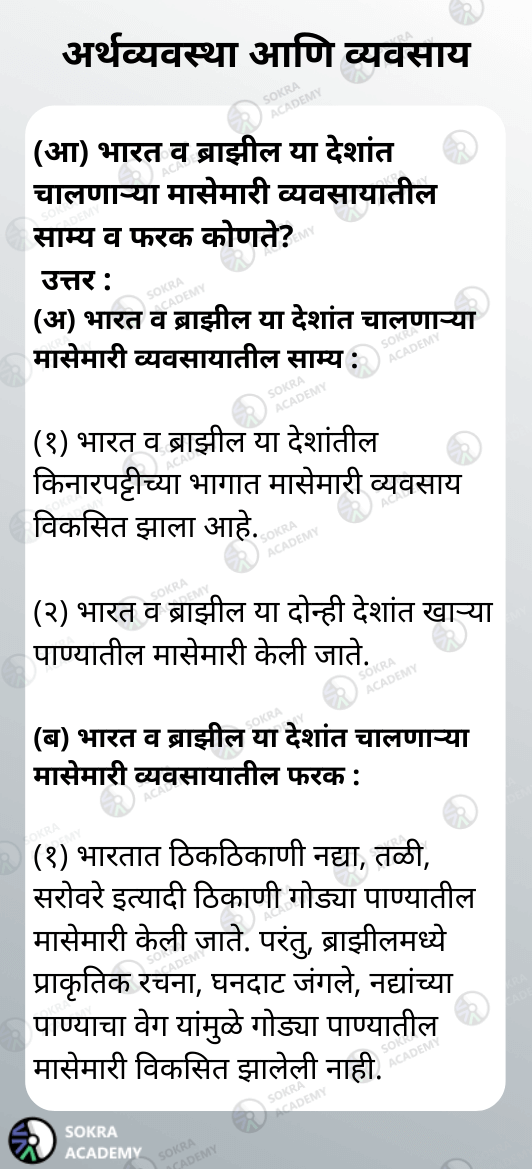 अर्थव्यवस्था आणि व्यवसाय
(आ) भारत व ब्राझील या देशांत
चालणाऱ्या मासेमारी व्यवसायातील
साम्य व फरक कोणते?
उत्तर :
(अ) भारत व ब्राझील या देशांत चालणाऱ्या
मासेमारी व्यवसायातील साम्य :
(१) भारत व ब्राझील या देशांतील
किनारपट्टीच्या भागात मासेमारी व्यवसाय
विकसित झाला आहे.
(२) भारत व ब्राझील या दोन्ही देशांत खाऱ्या
पाण्यातील मासेमारी केली जाते.
(ब) भारत व ब्राझील या देशांत चालणाऱ्या
मासेमारी व्यवसायातील फरक :
(१) भारतात ठिकठिकाणी नद्या, तळी,
सरोवरे इत्यादी ठिकाणी गोड्या पाण्यातील
मासेमारी केली जाते. परंतु, ब्राझीलमध्ये
प्राकृतिक रचना, घनदाट जंगले, नद्यांच्या
पाण्याचा वेग यांमुळे गोड्या पाण्यातील
मासेमारी विकसित झालेली नाही.
SOKRA
ACADEMY